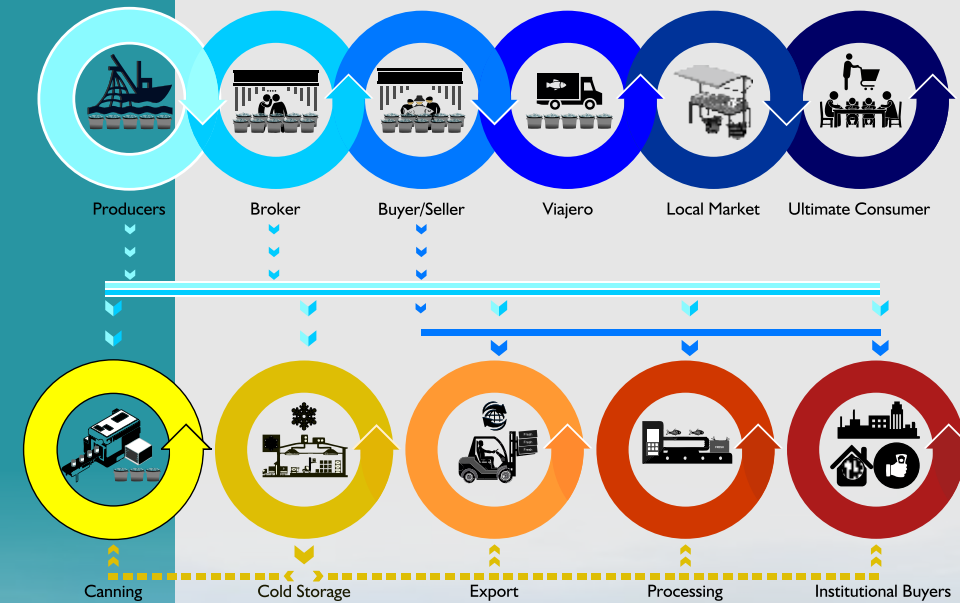 Producers
Broker
Buyer/Seller
Viajero
Local Market
Ultimate Consumer
Canning
Cold Storage
Export
Processing
Institutional Buyers